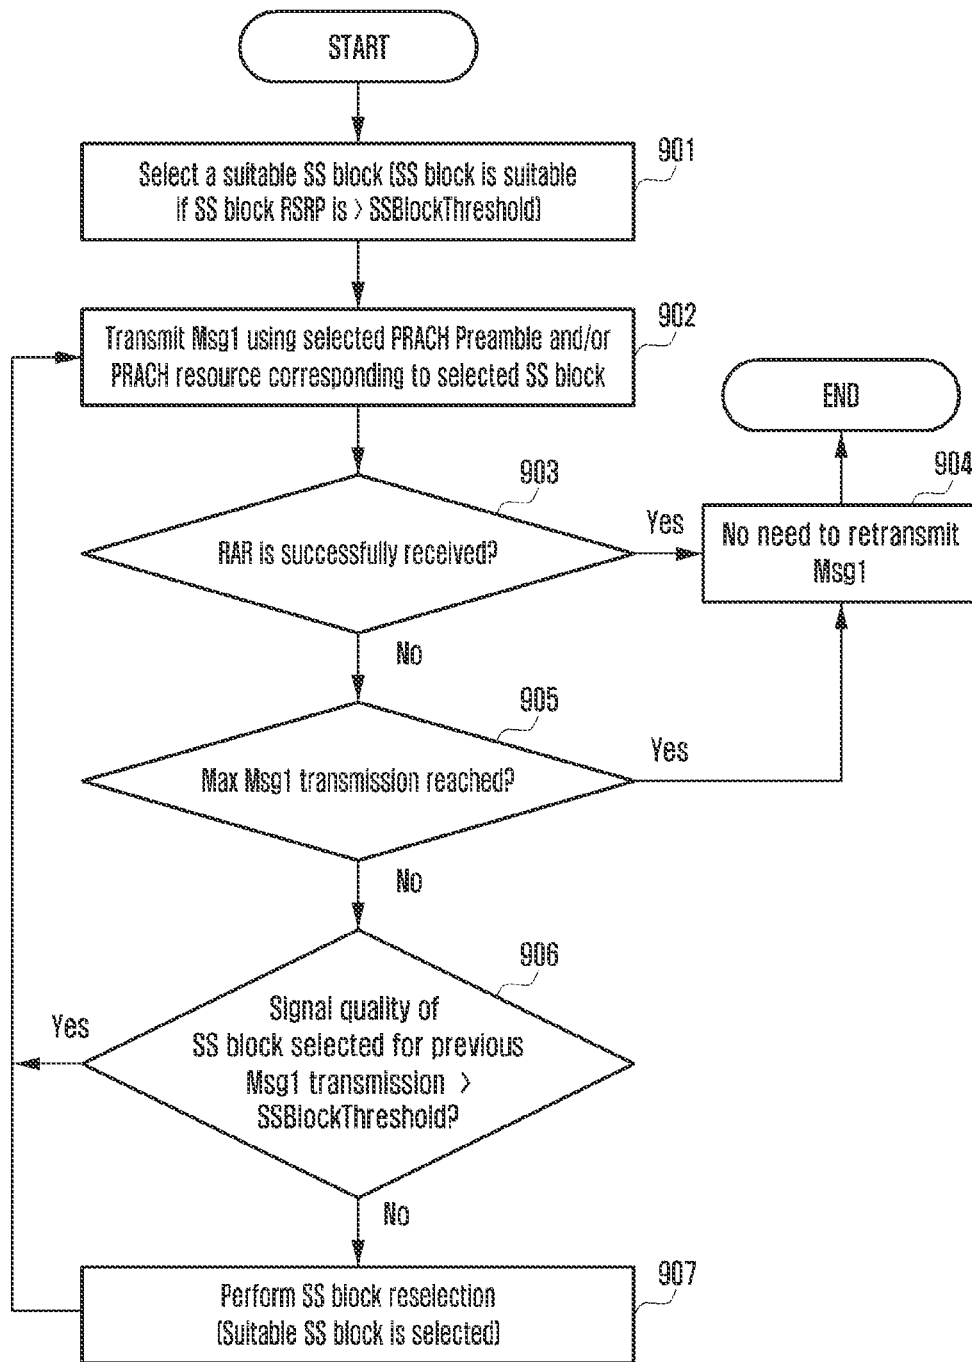 START
901
Select a suitable SS block (SS block is suitable
if SS block RSRP is > SSBlockThreshold)
902
Transmit Msg1 using selected PRACH Preamble and/or
PRACH resource corresponding to selected SS block
END
903
904
RAR is successfully received?
Yes
No need to retransmit
Msg1
No
905
Max Msg1 transmission reached?
Yes
No
906
Signal quality of
SS block selected for previous
Msg1 transmission >
SSBlockThreshold?
Yes
No
907
Perform SS block reselection
(Suitable SS block is selected)